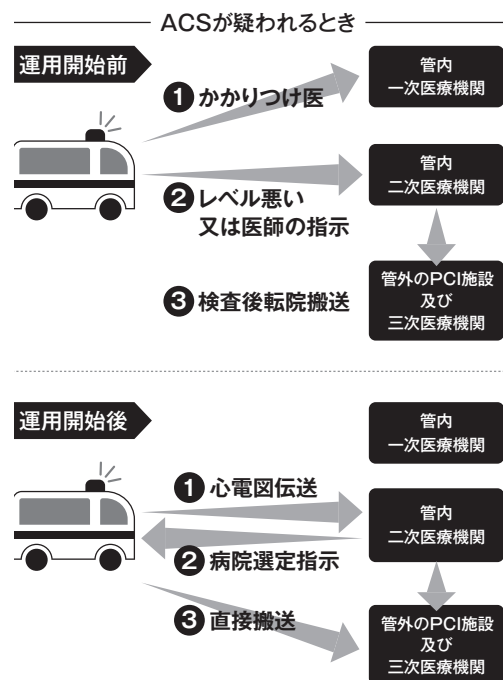 ACSが疑われるとき
運用開始前
管内
一次医療機関
❶ かかりつけ医
管内
二次医療機関
❷ レベル悪い
又は医師の指示
管外のPCI施設
及び
三次医療機関
❸ 検査後転院搬送
運用開始後
管内
一次医療機関
❶ 心電図伝送
管内
二次医療機関
❷ 病院選定指示
❸ 直接搬送
管外のPCI施設
及び
三次医療機関